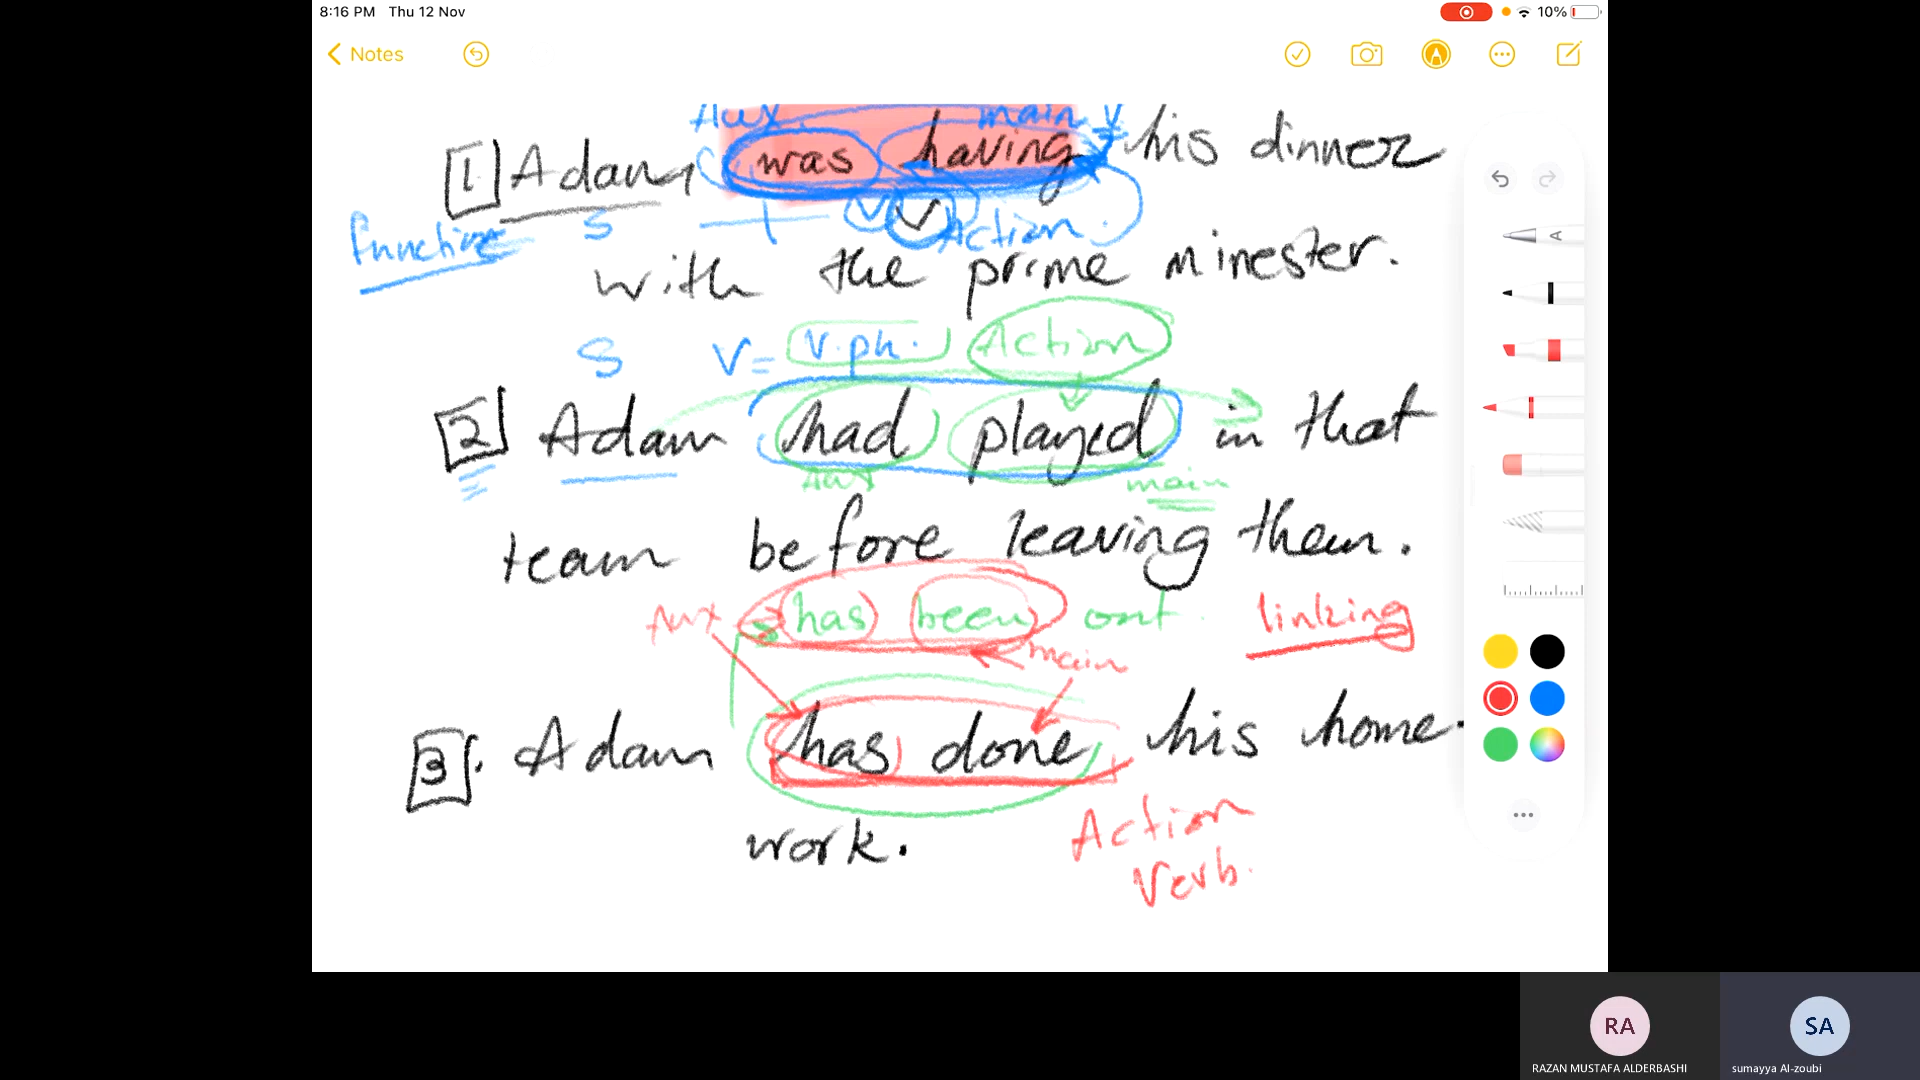 8:16 PM Thu 12 Nov
10%
Notes
Aux main V
[1] Adam was having his dinner
Function S V V Action.
with the prime minester.
S V= V.ph. Action
[2] Adam had played in that
Aux main
team before leaving them.
Aux has been out. linking
main
[3]. Adam has done his home.
Action
work.
Verb.
RA
SA
RAZAN MUSTAFA ALDERBASHI
sumayya Al-zoubi